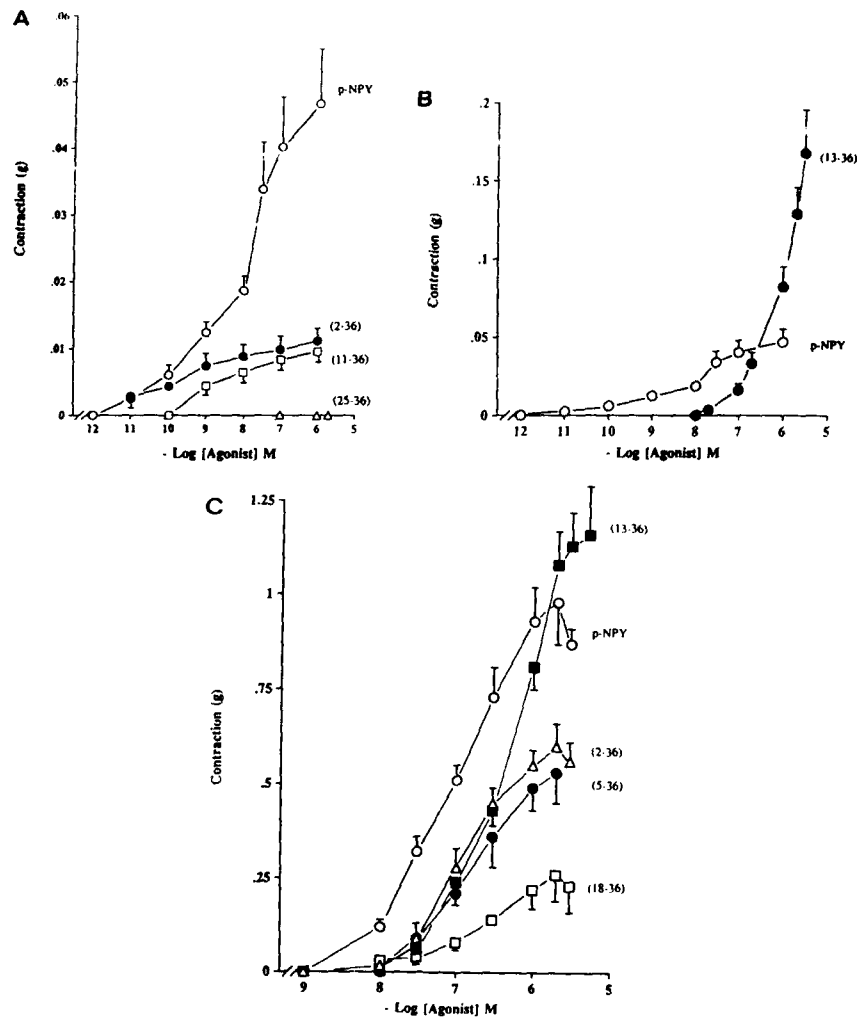 A
.06
.05
.04
.03
.02
.01
0
Contraction (g)
p-NPY
(2-36)
(11-36)
(25-36)
12 11 10 9 8 7 6 5
- Log [Agonist] M
B
.2
.15
.1
.05
0
Contraction (g)
(13-36)
p-NPY
12 11 10 9 8 7 6 5
- Log [Agonist] M
C
1.25
1
.75
.5
.25
0
Contraction (g)
(13-36)
p-NPY
(2-36)
(5-36)
(18-36)
9 8 7 6 5
- Log [Agonist] M